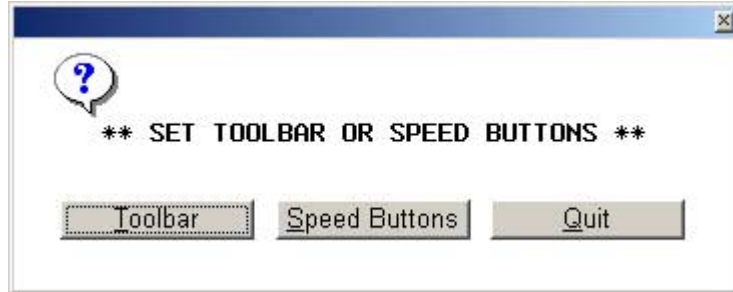 ?
** SET TOOLBAR OR SPEED BUTTONS **
Toolbar Speed Buttons Quit